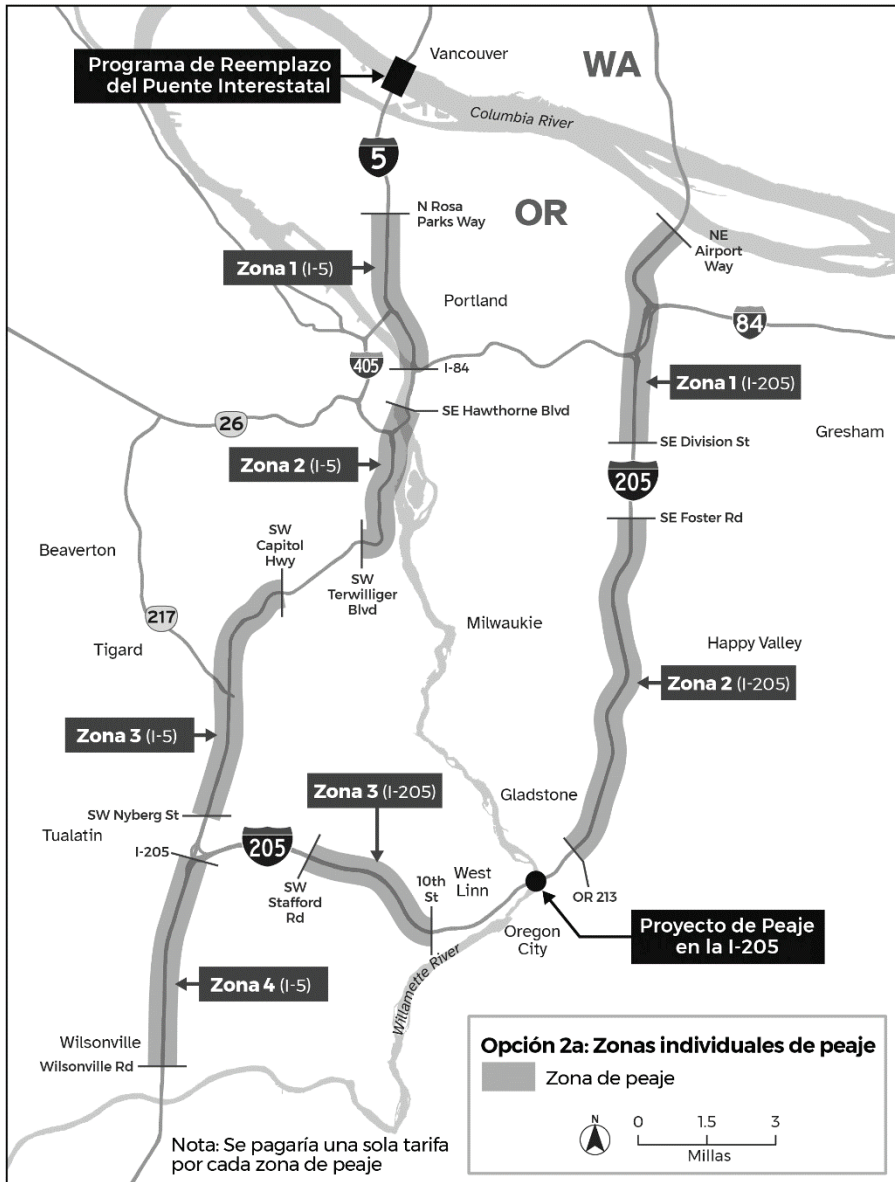 Vancouver
WA
Programa de Reemplazo
del Puente Interestatal
Columbia River
5
N Rosa
Parks Way
OR
NE
Airport
Way
Zona 1 (I-5)
Portland
84
405
I-84
Zona 1 (I-205)
SE Hawthorne Blvd
26
Gresham
SE Division St
Zona 2 (I-5)
205
SE Foster Rd
SW
Capitol
Hwy
Beaverton
SW
Terwilliger
Blvd
217
Milwaukie
Tigard
Happy Valley
Zona 2 (I-205)
Zona 3 (I-5)
Zona 3 (I-205)
Gladstone
SW Nyberg St
Tualatin
I-205
205
SW
Stafford
Rd
10th
St
West
Linn
OR 213
Oregon
City
Proyecto de Peaje
en la I-205
Willamette River
Zona 4 (I-5)
Wilsonville
Wilsonville Rd
Opción 2a: Zonas individuales de peaje
Zona de peaje
N
0 1.5 3
Millas
Nota: Se pagaría una sola tarifa
por cada zona de peaje